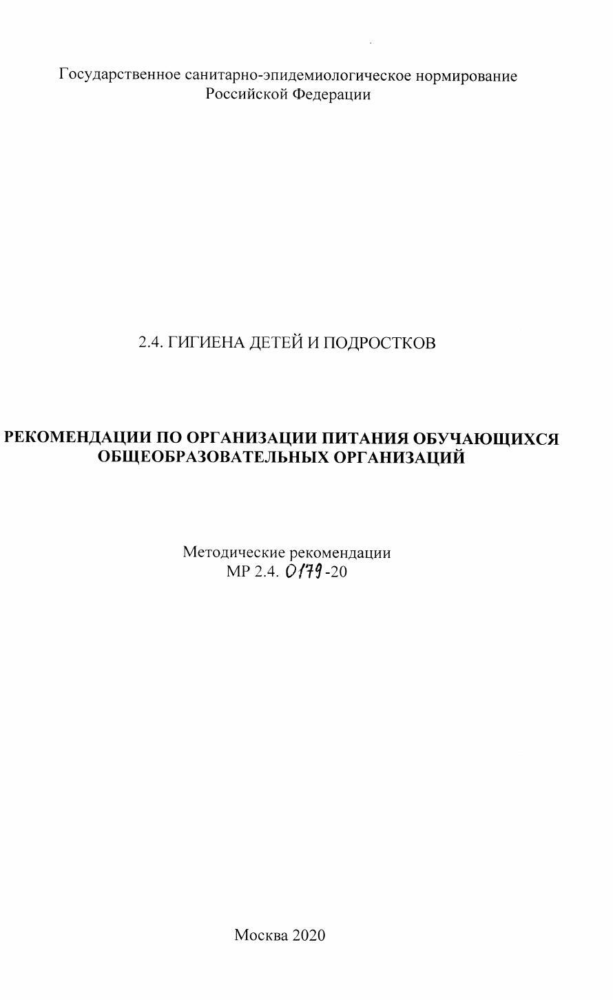 Государственное санитарно-эпидемиологическое нормирование
Российской Федерации
2.4. ГИГИЕНА ДЕТЕЙ И ПОДРОСТКОВ
РЕКОМЕНДАЦИИ ПО ОРГАНИЗАЦИИ ПИТАНИЯ ОБУЧАЮЩИХСЯ
ОБЩЕОБРАЗОВАТЕЛЬНЫХ ОРГАНИЗАЦИЙ
Методические рекомендации
МР 2.4. 0179-20
Москва 2020